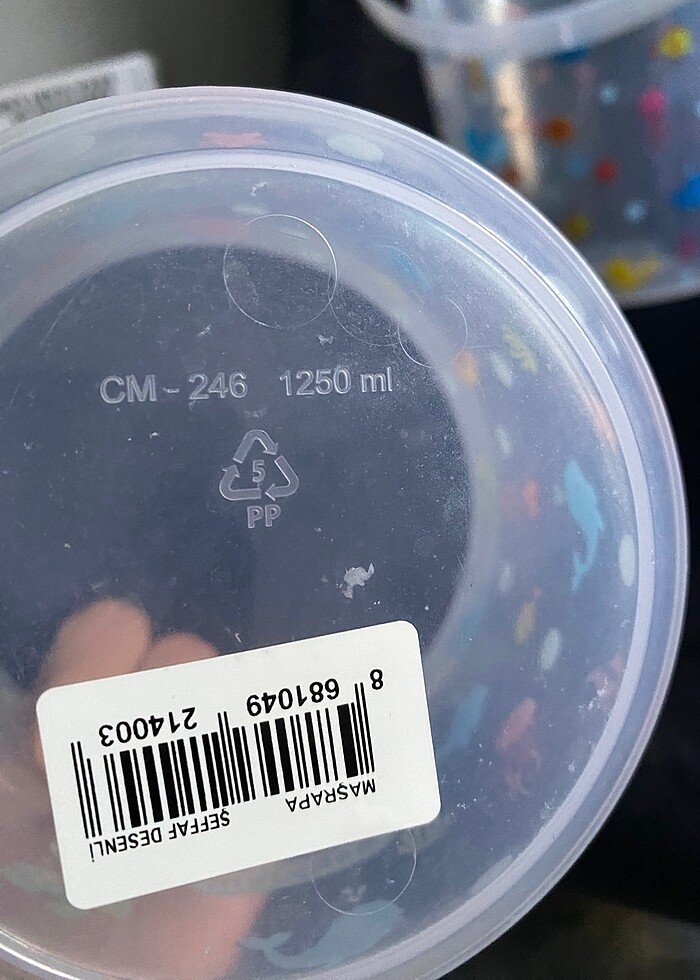 CM - 246 1250 ml
5
PP
MAŞRAPA
ŞEFFAF DESENLİ
8 681049 214003